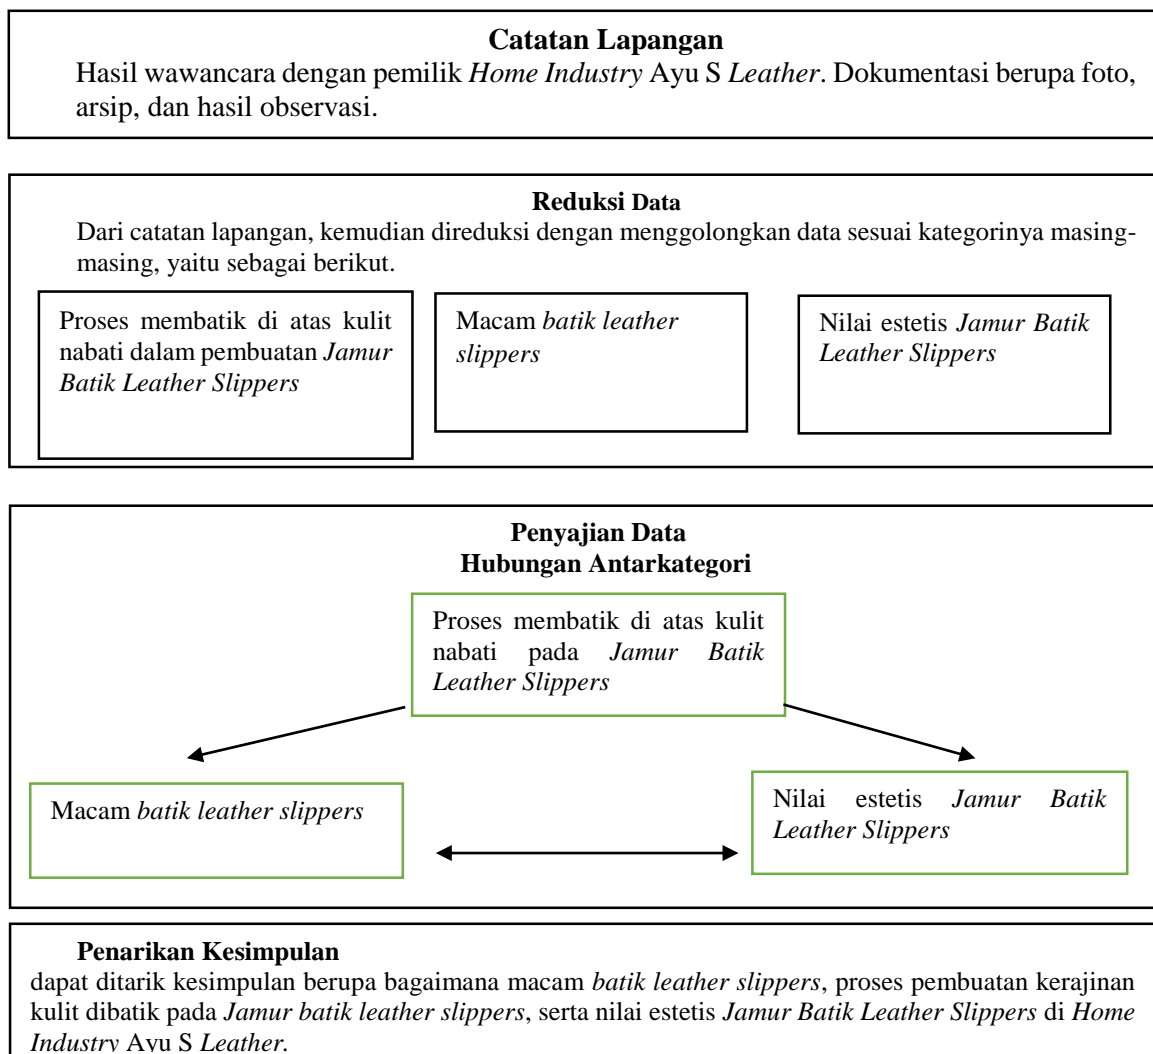 Catatan Lapangan
Hasil wawancara dengan pemilik Home Industry Ayu S Leather. Dokumentasi berupa foto,
arsip, dan hasil observasi.
Reduksi Data
Dari catatan lapangan, kemudian direduksi dengan menggolongkan data sesuai kategorinya masing-
masing, yaitu sebagai berikut.
Proses membatik di atas kulit
nabati dalam pembuatan Jamur
Batik Leather Slippers
Macam batik leather
slippers
Nilai estetis Jamur Batik
Leather Slippers
Penyajian Data
Hubungan Antarkategori
Proses membatik di atas kulit
nabati pada Jamur Batik
Leather Slippers
Macam batik leather slippers
Nilai estetis Jamur Batik
Leather Slippers
Penarikan Kesimpulan
dapat ditarik kesimpulan berupa bagaimana macam batik leather slippers, proses pembuatan kerajinan
kulit dibatik pada Jamur batik leather slippers, serta nilai estetis Jamur Batik Leather Slippers di Home
Industry Ayu S Leather.